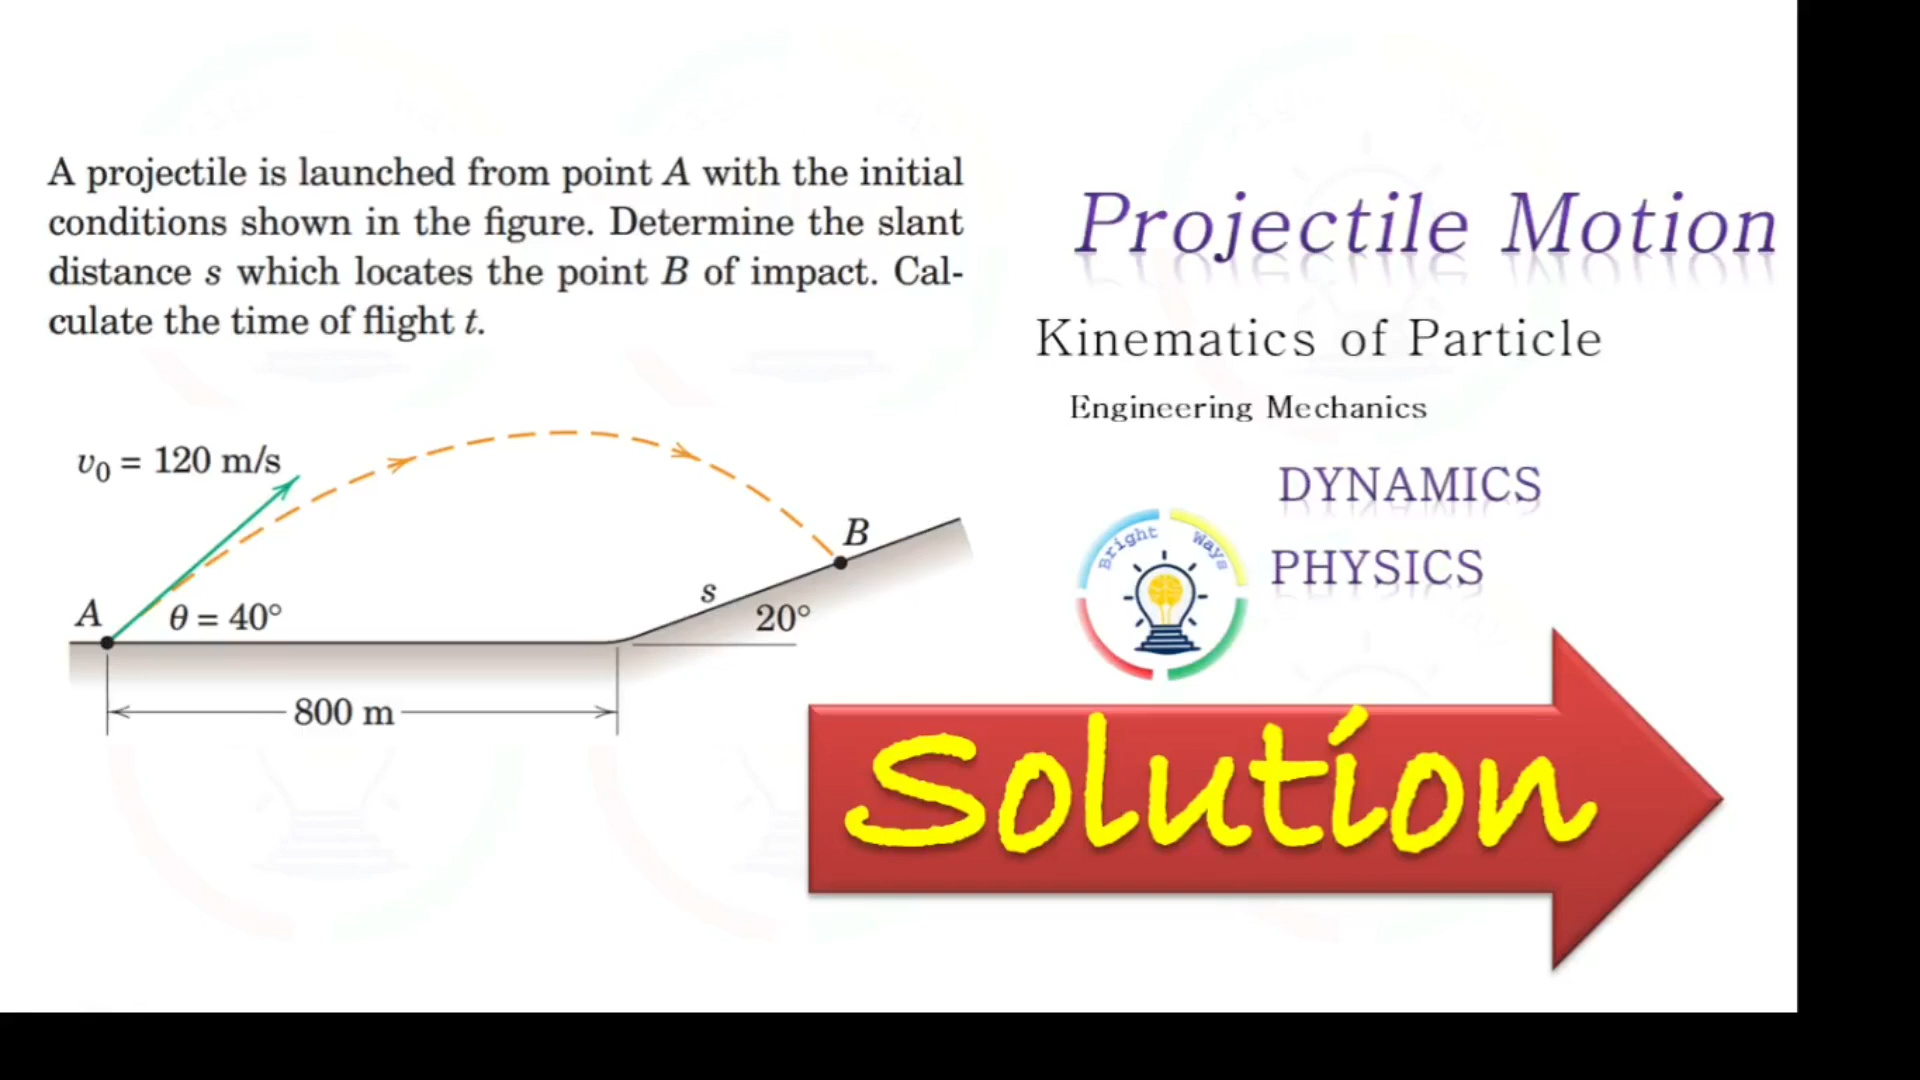 A projectile is launched from point A with the initial
conditions shown in the figure. Determine the slant
distance s which locates the point B of impact. Cal-
culate the time of flight t.
Projectile Motion
Kinematics of Particle
Engineering Mechanics
DYNAMICS
PHYSICS
Bright Ways
v0 = 120 m/s
B
s
A
θ = 40°
20°
800 m
Solution